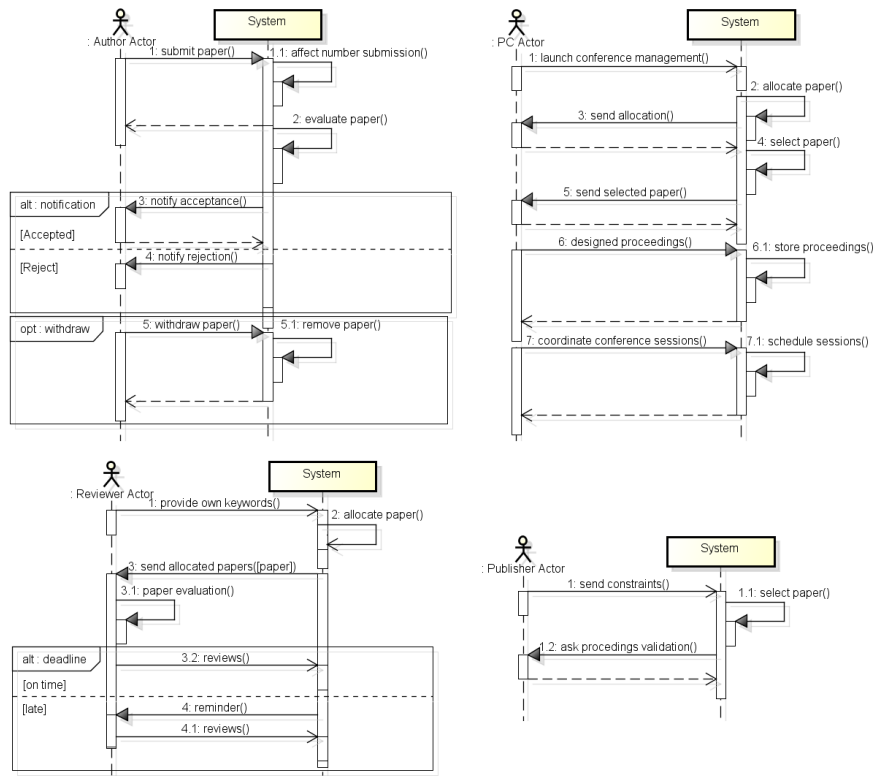 System
: Author Actor
1: submit paper()
1.1: affect number submission()
2: evaluate paper()
alt : notification
3: notify acceptance()
[Accepted]
4: notify rejection()
[Reject]
opt : withdraw
5: withdraw paper()
5.1: remove paper()
System
: PC Actor
1: launch conference management()
2: allocate paper()
3: send allocation()
4: select paper()
5: send selected paper()
6: designed proceedings()
6.1: store proceedings()
7: coordinate conference sessions()
7.1: schedule sessions()
System
: Reviewer Actor
1: provide own keywords()
2: allocate paper()
3: send allocated papers([paper])
3.1: paper evaluation()
alt : deadline
3.2: reviews()
[on time]
[late]
4: reminder()
4.1: reviews()
System
: Publisher Actor
1: send constraints()
1.1: select paper()
1.2: ask procedings validation()